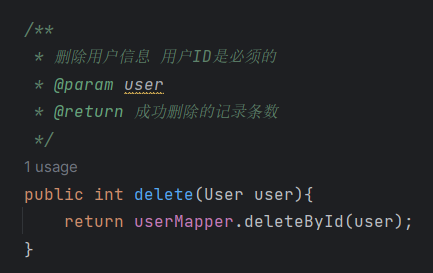 /**
 * 删除用户信息 用户ID是必须的
 * @param user
 * @return 成功删除的记录条数
 */
1 usage
public int delete(User user){
    return userMapper.deleteById(user);
}